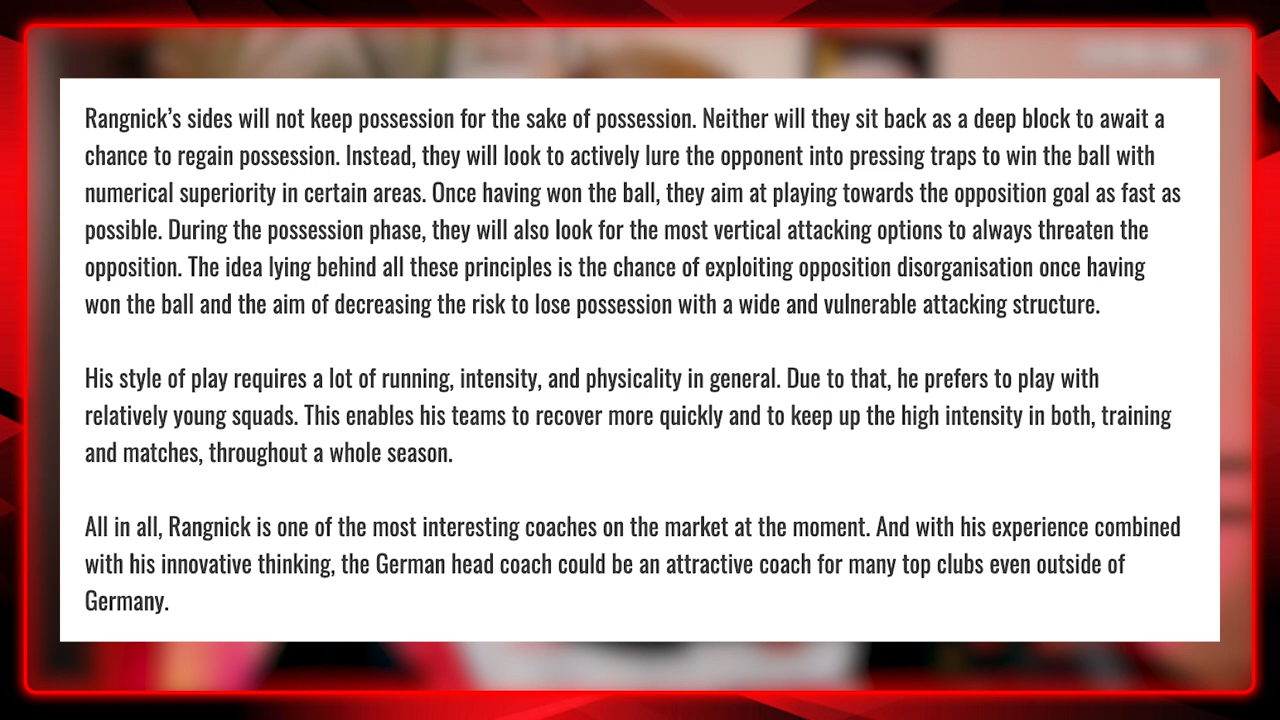 Rangnick’s sides will not keep possession for the sake of possession. Neither will they sit back as a deep block to await a
chance to regain possession. Instead, they will look to actively lure the opponent into pressing traps to win the ball with
numerical superiority in certain areas. Once having won the ball, they aim at playing towards the opposition goal as fast as
possible. During the possession phase, they will also look for the most vertical attacking options to always threaten the
opposition. The idea lying behind all these principles is the chance of exploiting opposition disorganisation once having
won the ball and the aim of decreasing the risk to lose possession with a wide and vulnerable attacking structure.
His style of play requires a lot of running, intensity, and physicality in general. Due to that, he prefers to play with
relatively young squads. This enables his teams to recover more quickly and to keep up the high intensity in both, training
and matches, throughout a whole season.
All in all, Rangnick is one of the most interesting coaches on the market at the moment. And with his experience combined
with his innovative thinking, the German head coach could be an attractive coach for many top clubs even outside of
Germany.